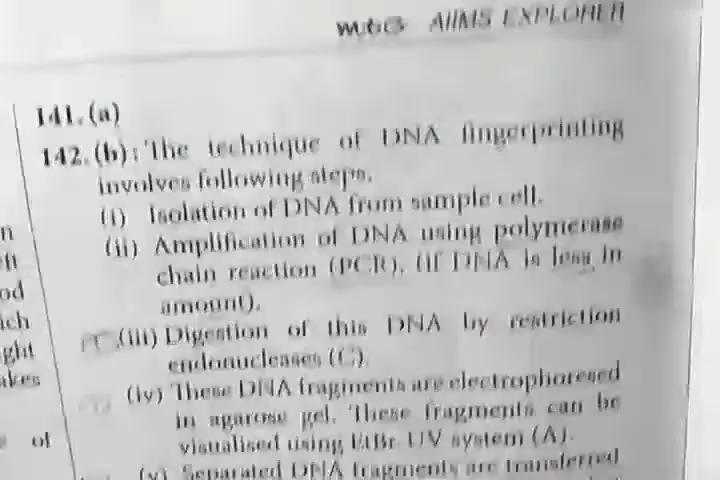 AIIMS EXPLORER
141. (a)
142. (b) : The technique of DNA fingerprinting
involves following steps.
(i) Isolation of DNA from sample cell.
(ii) Amplification of DNA using polymerase
chain reaction (PCR), (if DNA is less in
amount).
(iii) Digestion of this DNA by restriction
endonucleases (C).
(iv) These DNA fragments are electrophoresed
in agarose gel. These fragments can be
visualised using EtBr UV system (A).
(v) Separated DNA fragments are transferred
n
ft
od
ich
ght
akes
of